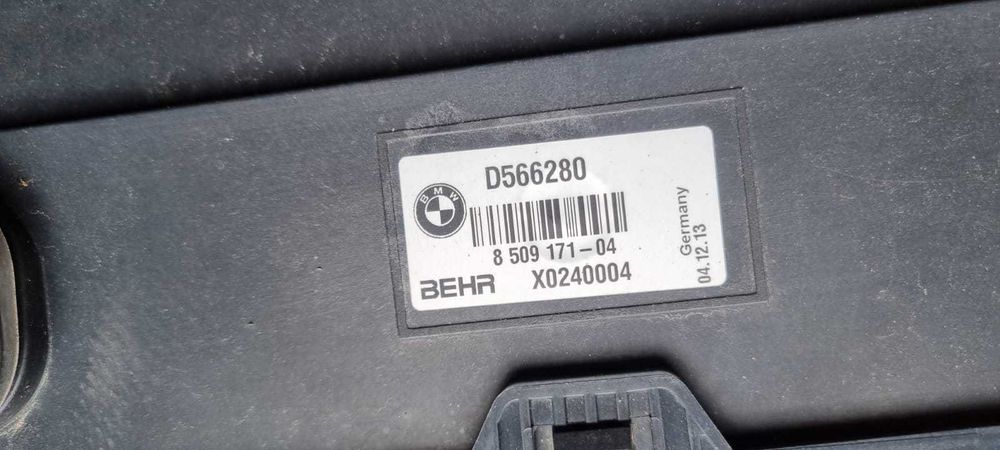 D566280
BMW
8 509 171-04
BEHR X0240004
Germany
04.12.13